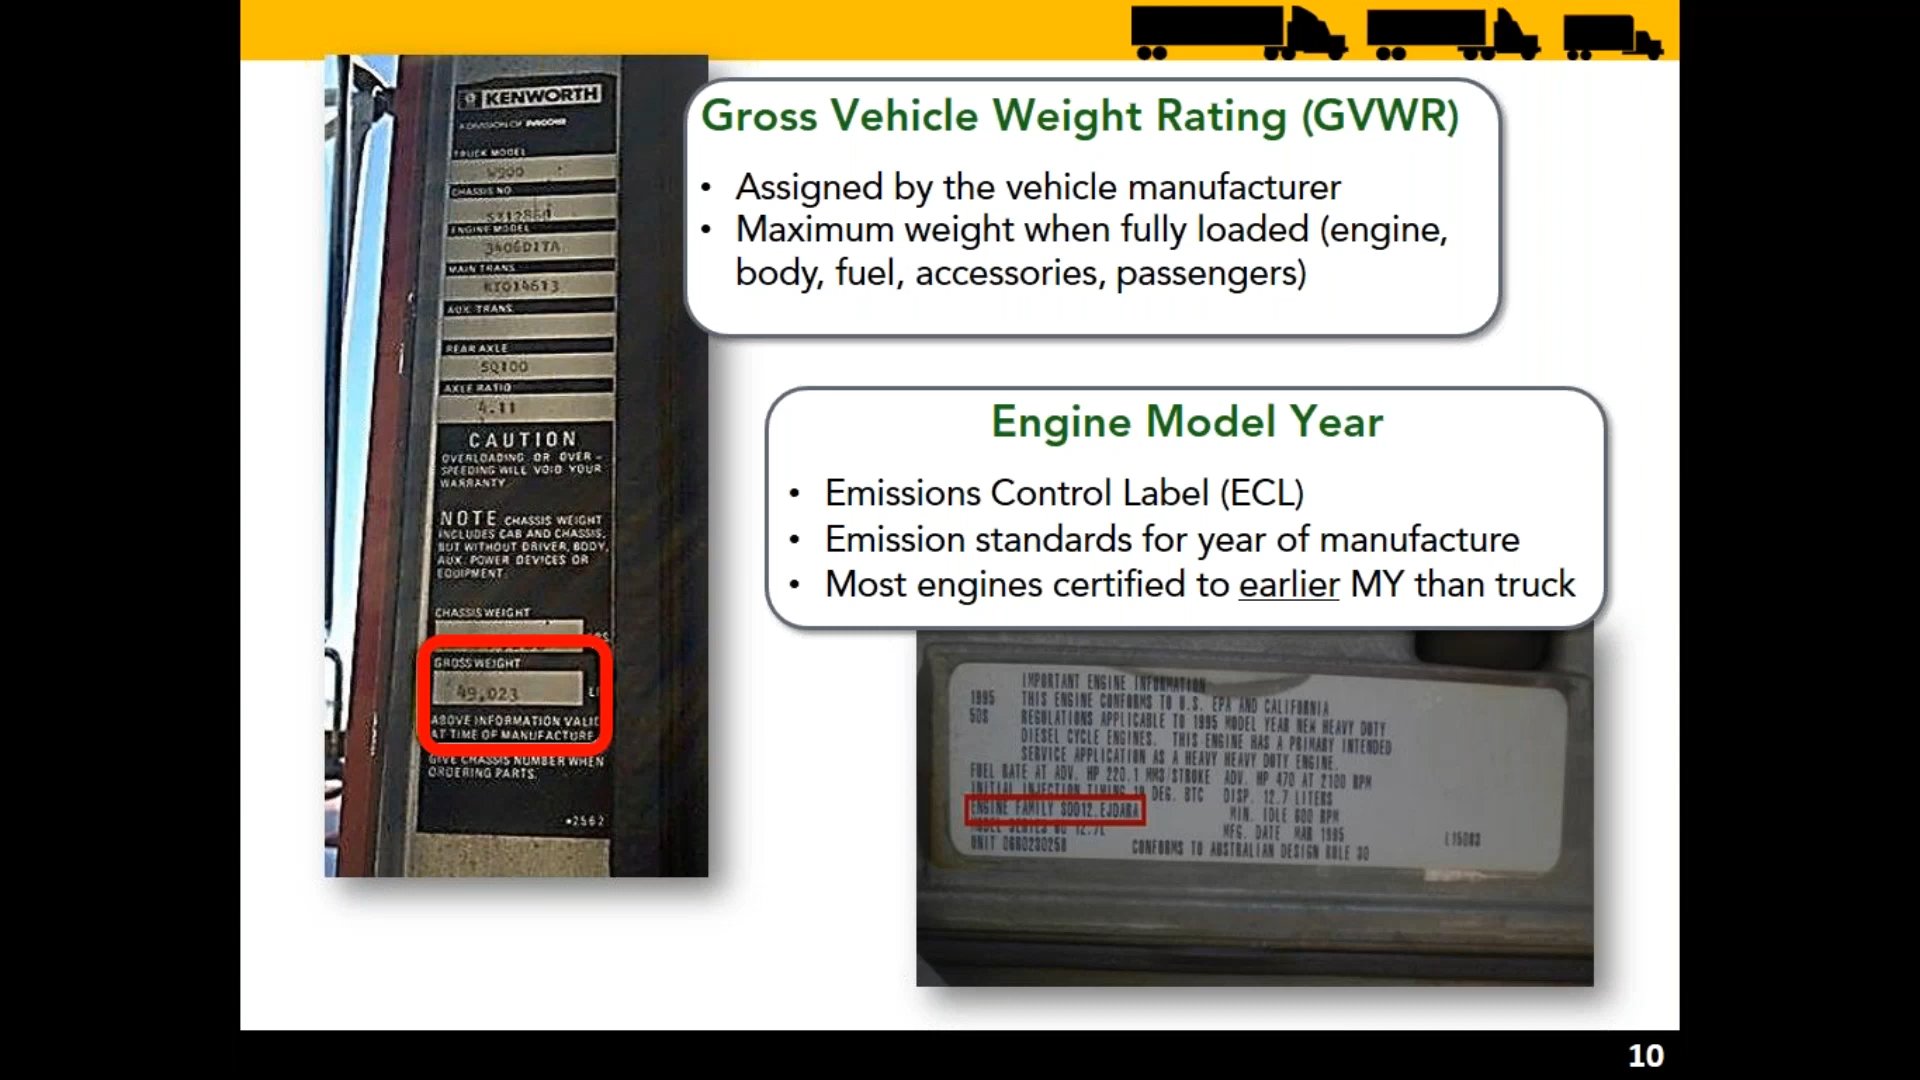 KENWORTH
A DIVISION OF PACCAR
TRUCK MODEL
W900
CHASSIS NO
ENGINE MODEL
3406DITA
MAIN TRANS.
RTO14613
AUX. TRANS.
REAR AXLE
SQ100
AXLE RATIO
4.11
CAUTION
OVERLOADING OR OVER-
SPEEDING WILL VOID YOUR
WARRANTY.
NOTE CHASSIS WEIGHT
INCLUDES CAB AND CHASSIS,
BUT WITHOUT DRIVER, BODY,
AUX. POWER DEVICES OR
EQUIPMENT.
CHASSIS WEIGHT
GROSS WEIGHT
49,023
ABOVE INFORMATION VALID
AT TIME OF MANUFACTURE
GIVE CHASSIS NUMBER WHEN
ORDERING PARTS.
•2562
Gross Vehicle Weight Rating (GVWR)
• Assigned by the vehicle manufacturer
• Maximum weight when fully loaded (engine,
body, fuel, accessories, passengers)
Engine Model Year
• Emissions Control Label (ECL)
• Emission standards for year of manufacture
• Most engines certified to earlier MY than truck
IMPORTANT ENGINE INFORMATION
1995 THIS ENGINE CONFORMS TO U.S. EPA AND CALIFORNIA
50S REGULATIONS APPLICABLE TO 1995 MODEL YEAR NEW HEAVY DUTY
DIESEL CYCLE ENGINES. THIS ENGINE HAS A PRIMARY INTENDED
SERVICE APPLICATION AS A HEAVY HEAVY DUTY ENGINE.
FUEL RATE AT ADV. HP 220.1 MM3/STROKE ADV. HP 470 AT 2100 RPM
INITIAL INJECTION TIMING DEG. BTC DISP. 12.7 LITERS
ENGINE FAMILY SDD12.EJDARA MIN. IDLE 600 RPM
MODEL SERIES 60 12.7L MFG. DATE MAR 1995
UNIT CONFORMS TO AUSTRALIAN DESIGN RULE 30
10